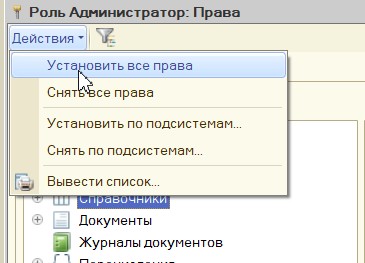 Роль Администратор: Права
Действия
Установить все права
Снять все права
Установить по подсистемам...
Снять по подсистемам...
Вывести список...
Справочники
Документы
Журналы документов
Перечисления